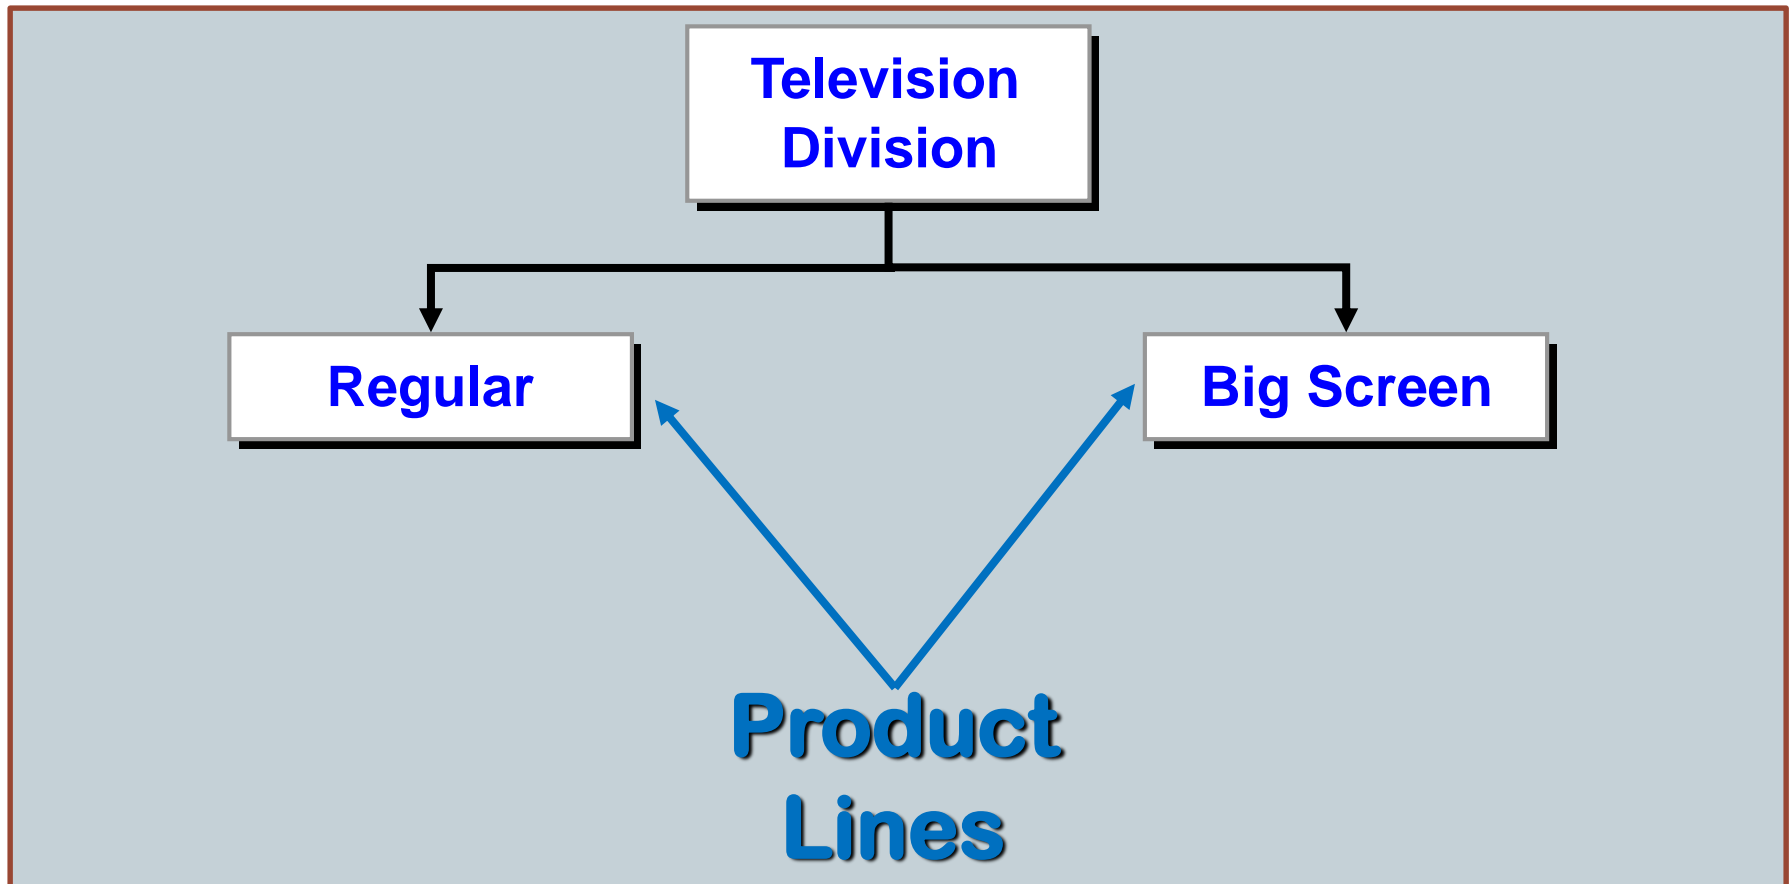 Television
Division
Regular
Big Screen
Product
Lines